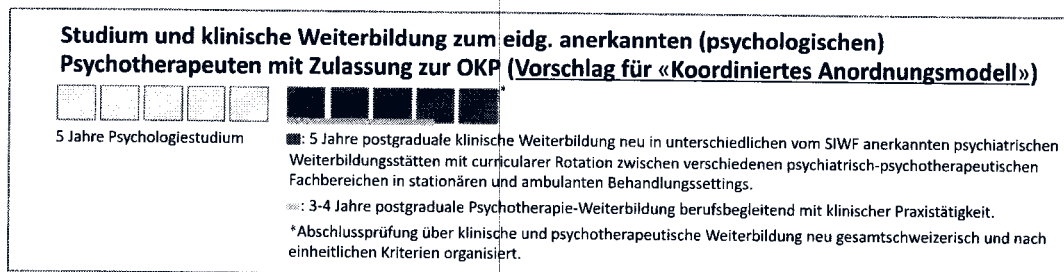 Studium und klinische Weiterbildung zum eidg. anerkannten (psychologischen)
Psychotherapeuten mit Zulassung zur OKP (Vorschlag für «Koordiniertes Anordnungsmodell»)
*
5 Jahre Psychologiestudium
: 5 Jahre postgraduale klinische Weiterbildung neu in unterschiedlichen vom SIWF anerkannten psychiatrischen
Weiterbildungsstätten mit curricularer Rotation zwischen verschiedenen psychiatrisch-psychotherapeutischen
Fachbereichen in stationären und ambulanten Behandlungssettings.
: 3-4 Jahre postgraduale Psychotherapie-Weiterbildung berufsbegleitend mit klinischer Praxistätigkeit.
*Abschlussprüfung über klinische und psychotherapeutische Weiterbildung neu gesamtschweizerisch und nach
einheitlichen Kriterien organisiert.